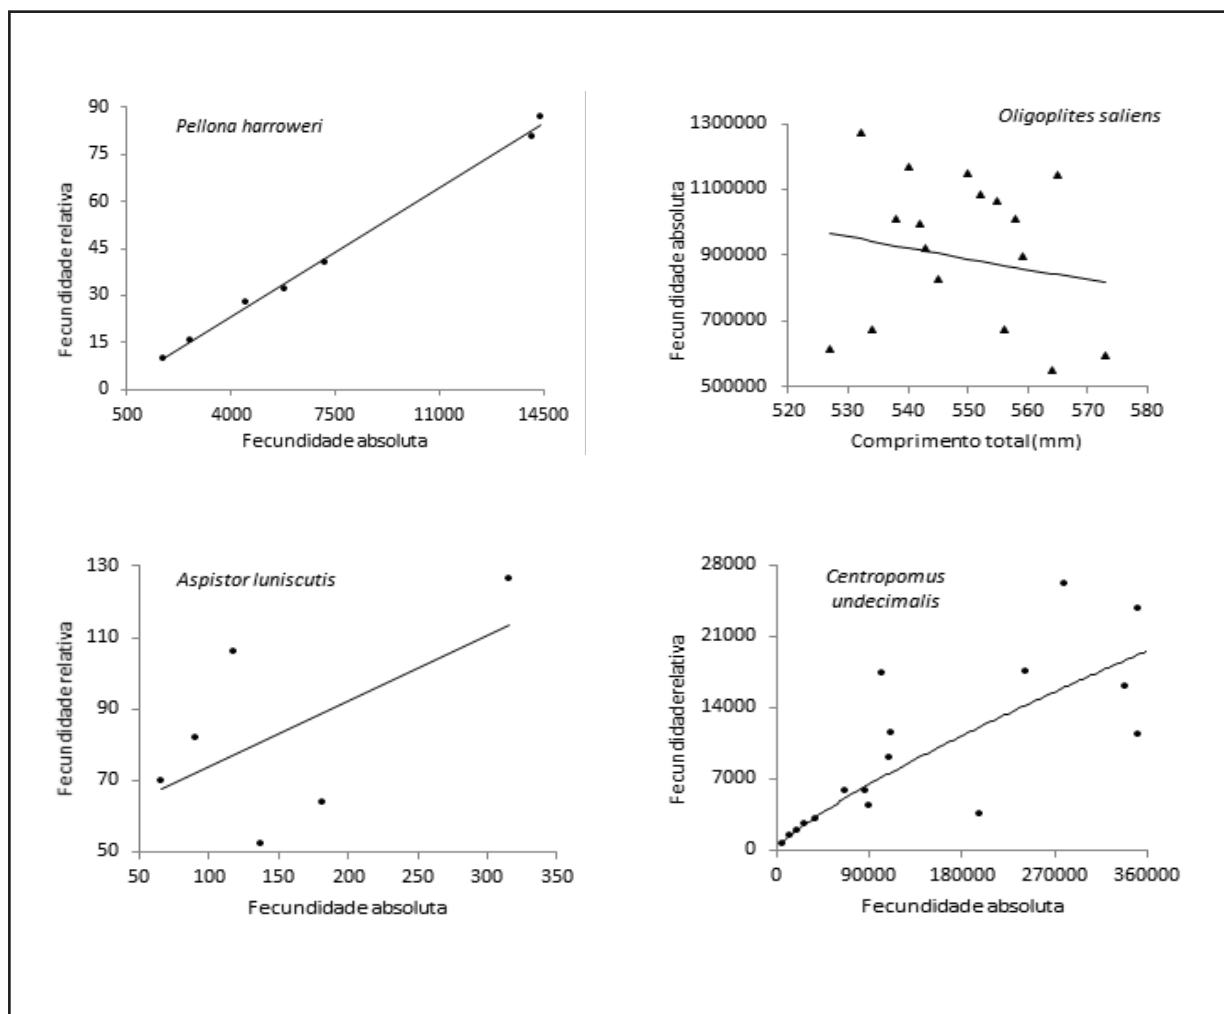 Pellona harroweri
90
75
60
45
30
15
0
Fecundidade relativa
500 4000 7500 11000 14500
Fecundidade absoluta
Oligoplites saliens
1300000
1100000
900000
700000
500000
Fecundidade absoluta
520 530 540 550 560 570 580
Comprimento total (mm)
Aspistor luniscutis
130
110
90
70
50
Fecundidade relativa
50 100 150 200 250 300 350
Fecundidade absoluta
Centropomus
undecimalis
28000
21000
14000
7000
0
Fecundidade relativa
0 90000 180000 270000 360000
Fecundidade absoluta